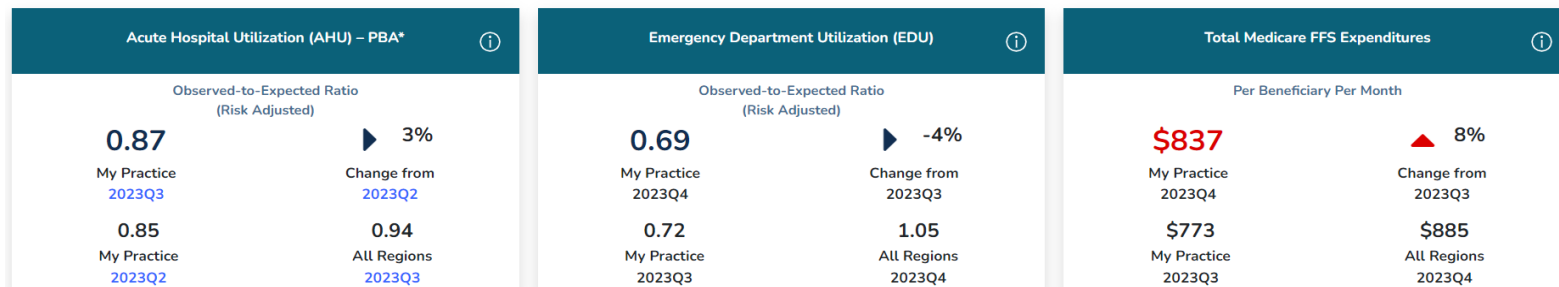 Acute Hospital Utilization (AHU) – PBA*
Observed-to-Expected Ratio
(Risk Adjusted)
0.87
3%
My Practice
Change from
2023Q3
2023Q2
0.85
0.94
My Practice
All Regions
2023Q2
2023Q3
Emergency Department Utilization (EDU)
Observed-to-Expected Ratio
(Risk Adjusted)
0.69
-4%
My Practice
Change from
2023Q4
2023Q3
0.72
1.05
My Practice
All Regions
2023Q3
2023Q4
Total Medicare FFS Expenditures
Per Beneficiary Per Month
$837
8%
My Practice
Change from
2023Q4
2023Q3
$773
$885
My Practice
All Regions
2023Q3
2023Q4